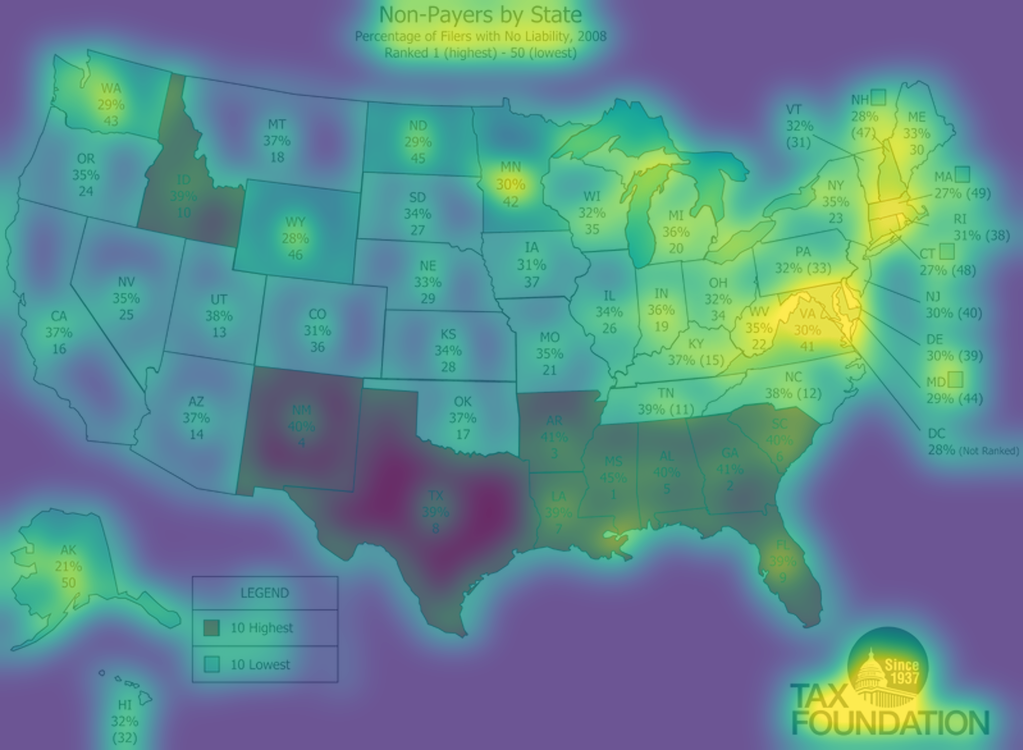 Non-Payers by State
Percentage of Filers with No Liability, 2008
Ranked 1 (highest) - 50 (lowest)
WA
29%
43
OR
35%
24
ID
39%
10
MT
37%
18
WY
28%
46
ND
29%
45
SD
34%
27
NE
33%
29
KS
34%
28
OK
37%
17
MN
30%
42
IA
31%
37
MO
35%
21
WI
32%
35
IL
34%
26
MI
36%
20
IN
36%
19
OH
32%
34
KY
37% (15)
TN
39% (11)
WV
35%
22
VA
30%
41
NC
38% (12)
PA
32% (33)
NY
35%
23
VT
32%
(31)
NH
28%
(47)
ME
33%
30
MA
27% (49)
RI
31% (38)
CT
27% (48)
NJ
30% (40)
DE
30% (39)
MD
29% (44)
DC
28% (Not Ranked)
CA
37%
16
NV
35%
25
UT
38%
13
CO
31%
36
AZ
37%
14
NM
40%
4
TX
39%
8
AR
41%
3
LA
39%
7
MS
45%
1
AL
40%
5
GA
41%
2
SC
40%
6
FL
39%
9
AK
21%
50
HI
32%
(32)
LEGEND
10 Highest
10 Lowest
Since
1937
TAX
FOUNDATION